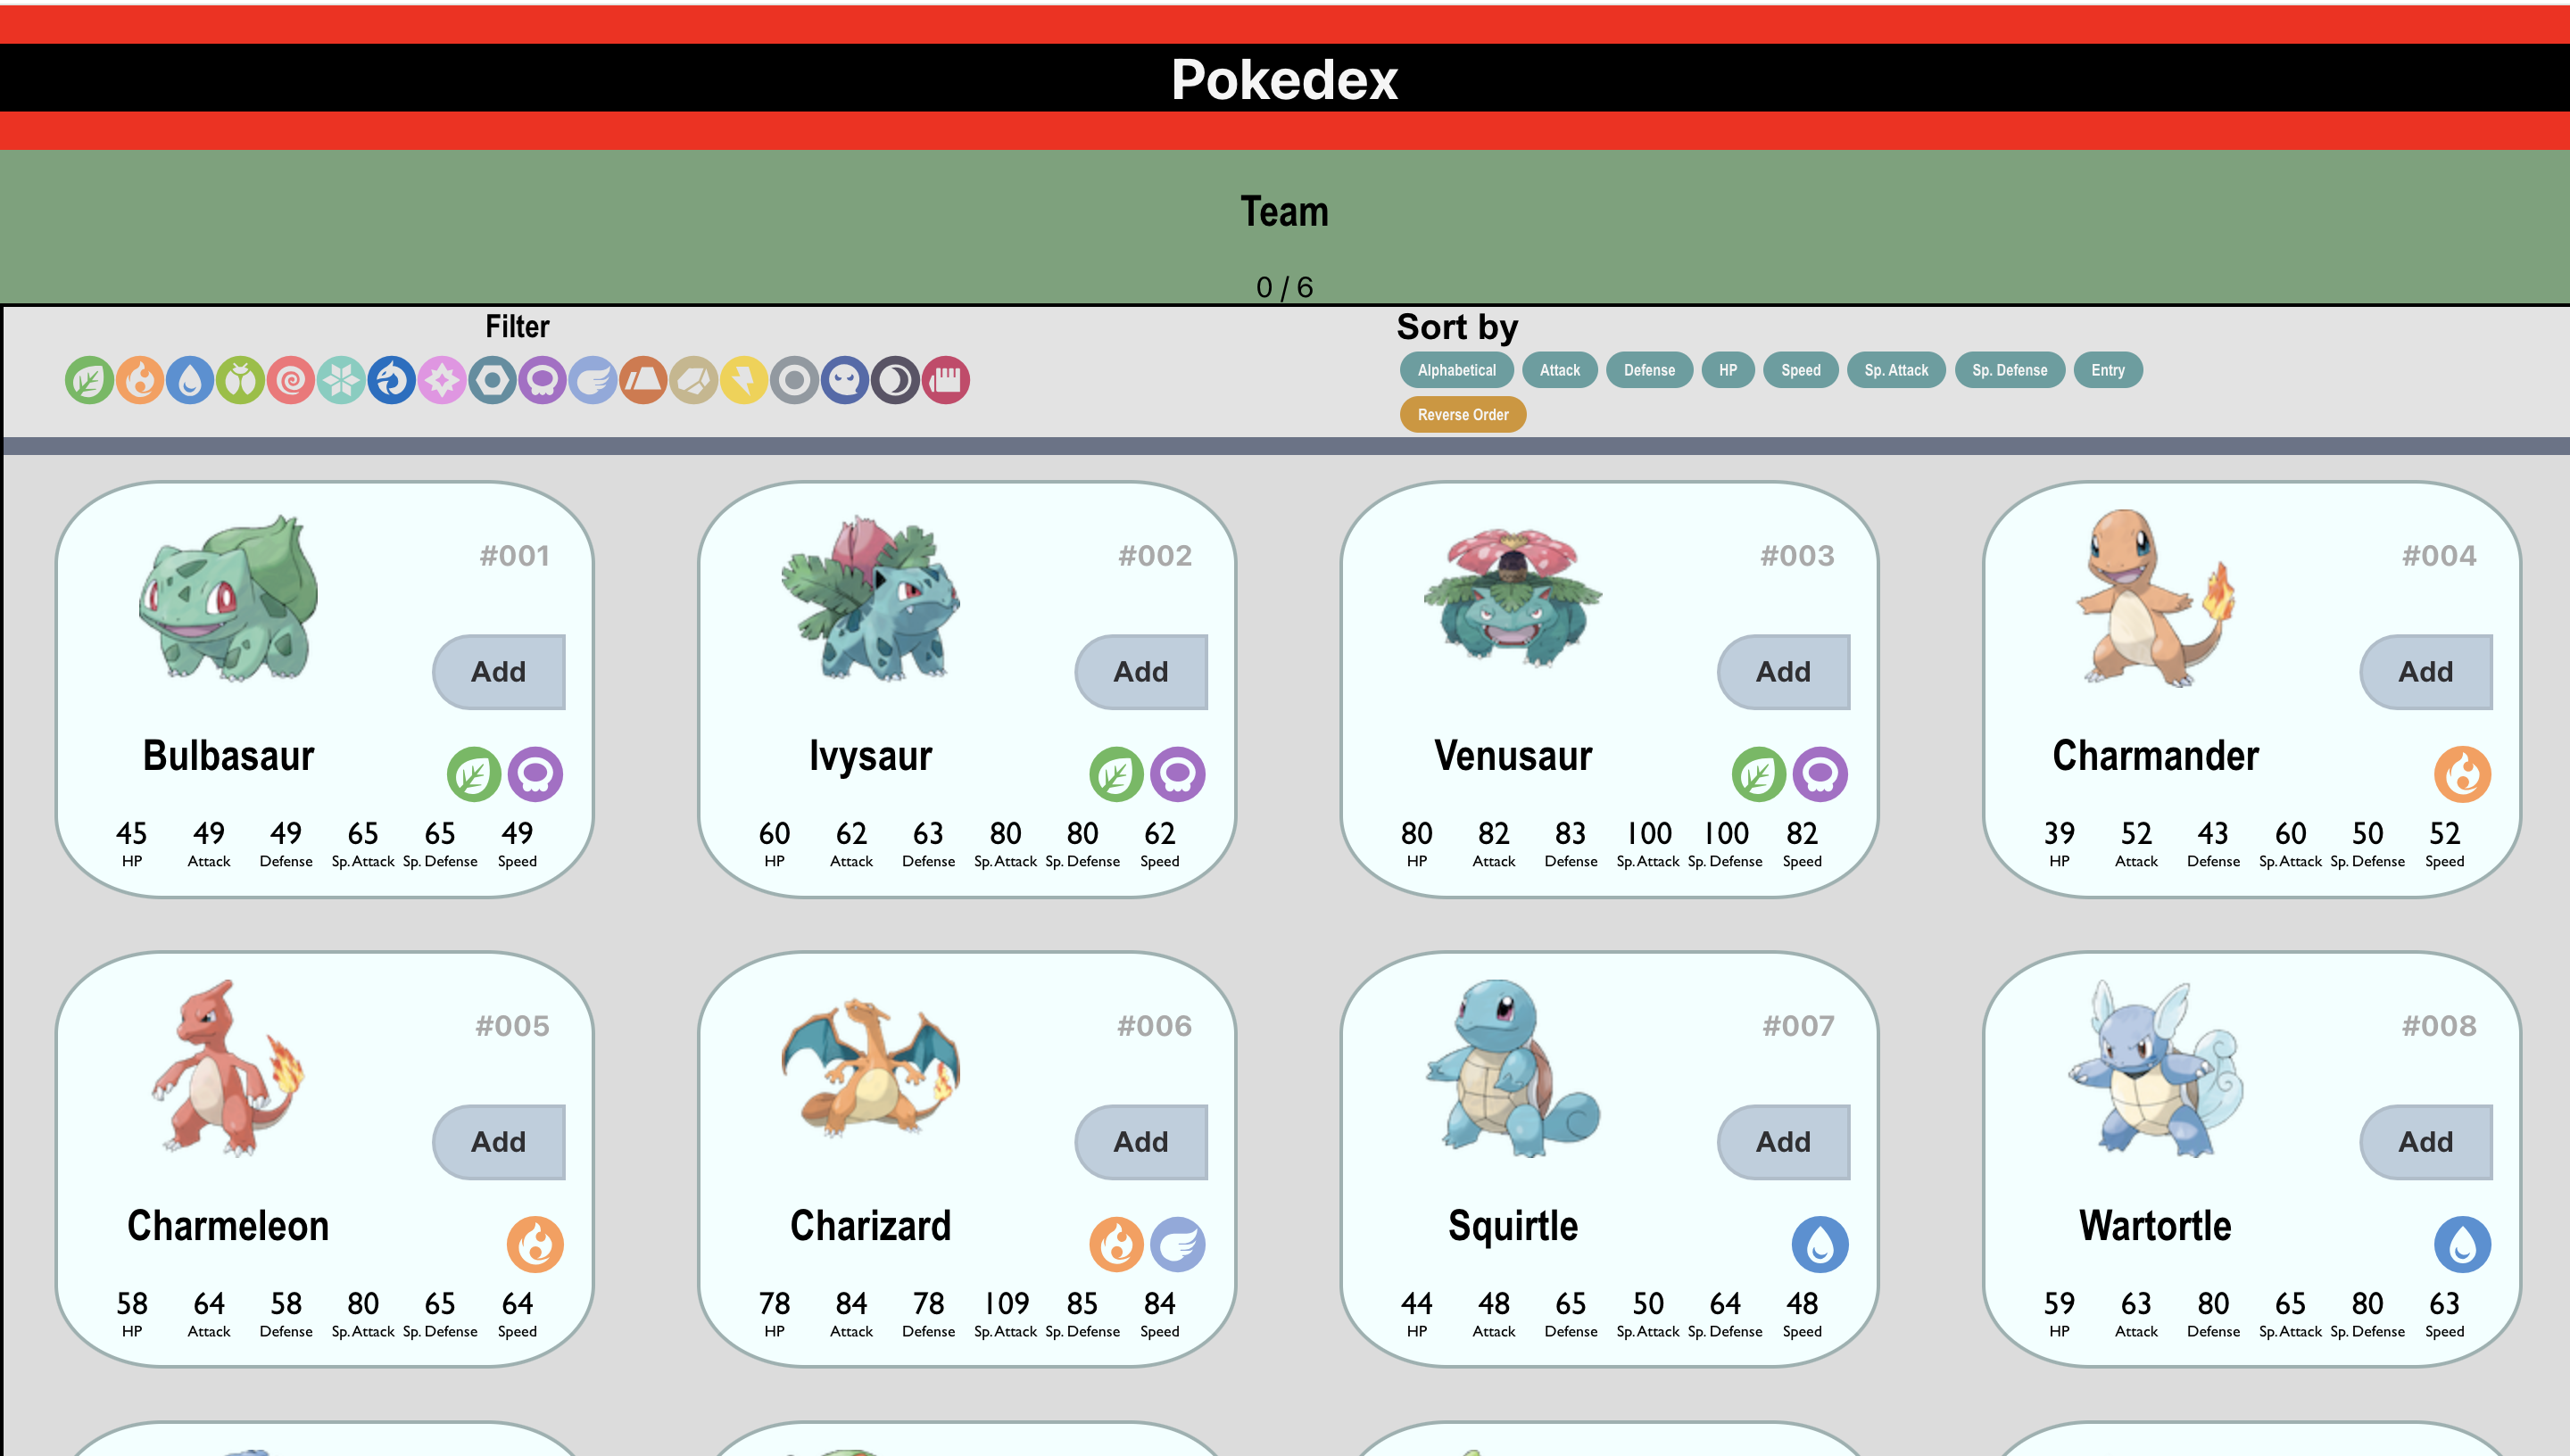 Pokedex
Team
0 / 6
Filter
Sort by
Alphabetical Attack Defense HP Speed Sp. Attack Sp. Defense Entry
Reverse Order
#001
Add
Bulbasaur
45 49 49 65 65 49
HP Attack Defense Sp. Attack Sp. Defense Speed
#002
Add
Ivysaur
60 62 63 80 80 62
HP Attack Defense Sp. Attack Sp. Defense Speed
#003
Add
Venusaur
80 82 83 100 100 82
HP Attack Defense Sp. Attack Sp. Defense Speed
#004
Add
Charmander
39 52 43 60 50 52
HP Attack Defense Sp. Attack Sp. Defense Speed
#005
Add
Charmeleon
58 64 58 80 65 64
HP Attack Defense Sp. Attack Sp. Defense Speed
#006
Add
Charizard
78 84 78 109 85 84
HP Attack Defense Sp. Attack Sp. Defense Speed
#007
Add
Squirtle
44 48 65 50 64 48
HP Attack Defense Sp. Attack Sp. Defense Speed
#008
Add
Wartortle
59 63 80 65 80 63
HP Attack Defense Sp. Attack Sp. Defense Speed